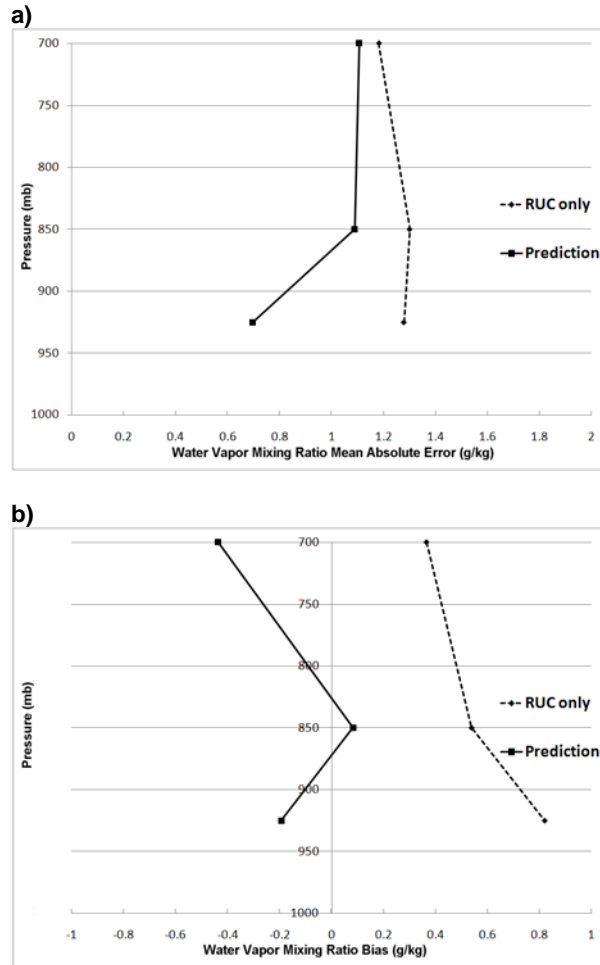 a)
700
750
800
850
900
950
1000
Pressure (mb)
RUC only
Prediction
0 0.2 0.4 0.6 0.8 1 1.2 1.4 1.6 1.8 2
Water Vapor Mixing Ratio Mean Absolute Error (g/kg)
b)
700
750
800
850
900
950
1000
Pressure (mb)
RUC only
Prediction
-1 -0.8 -0.6 -0.4 -0.2 0 0.2 0.4 0.6 0.8 1
Water Vapor Mixing Ratio Bias (g/kg)